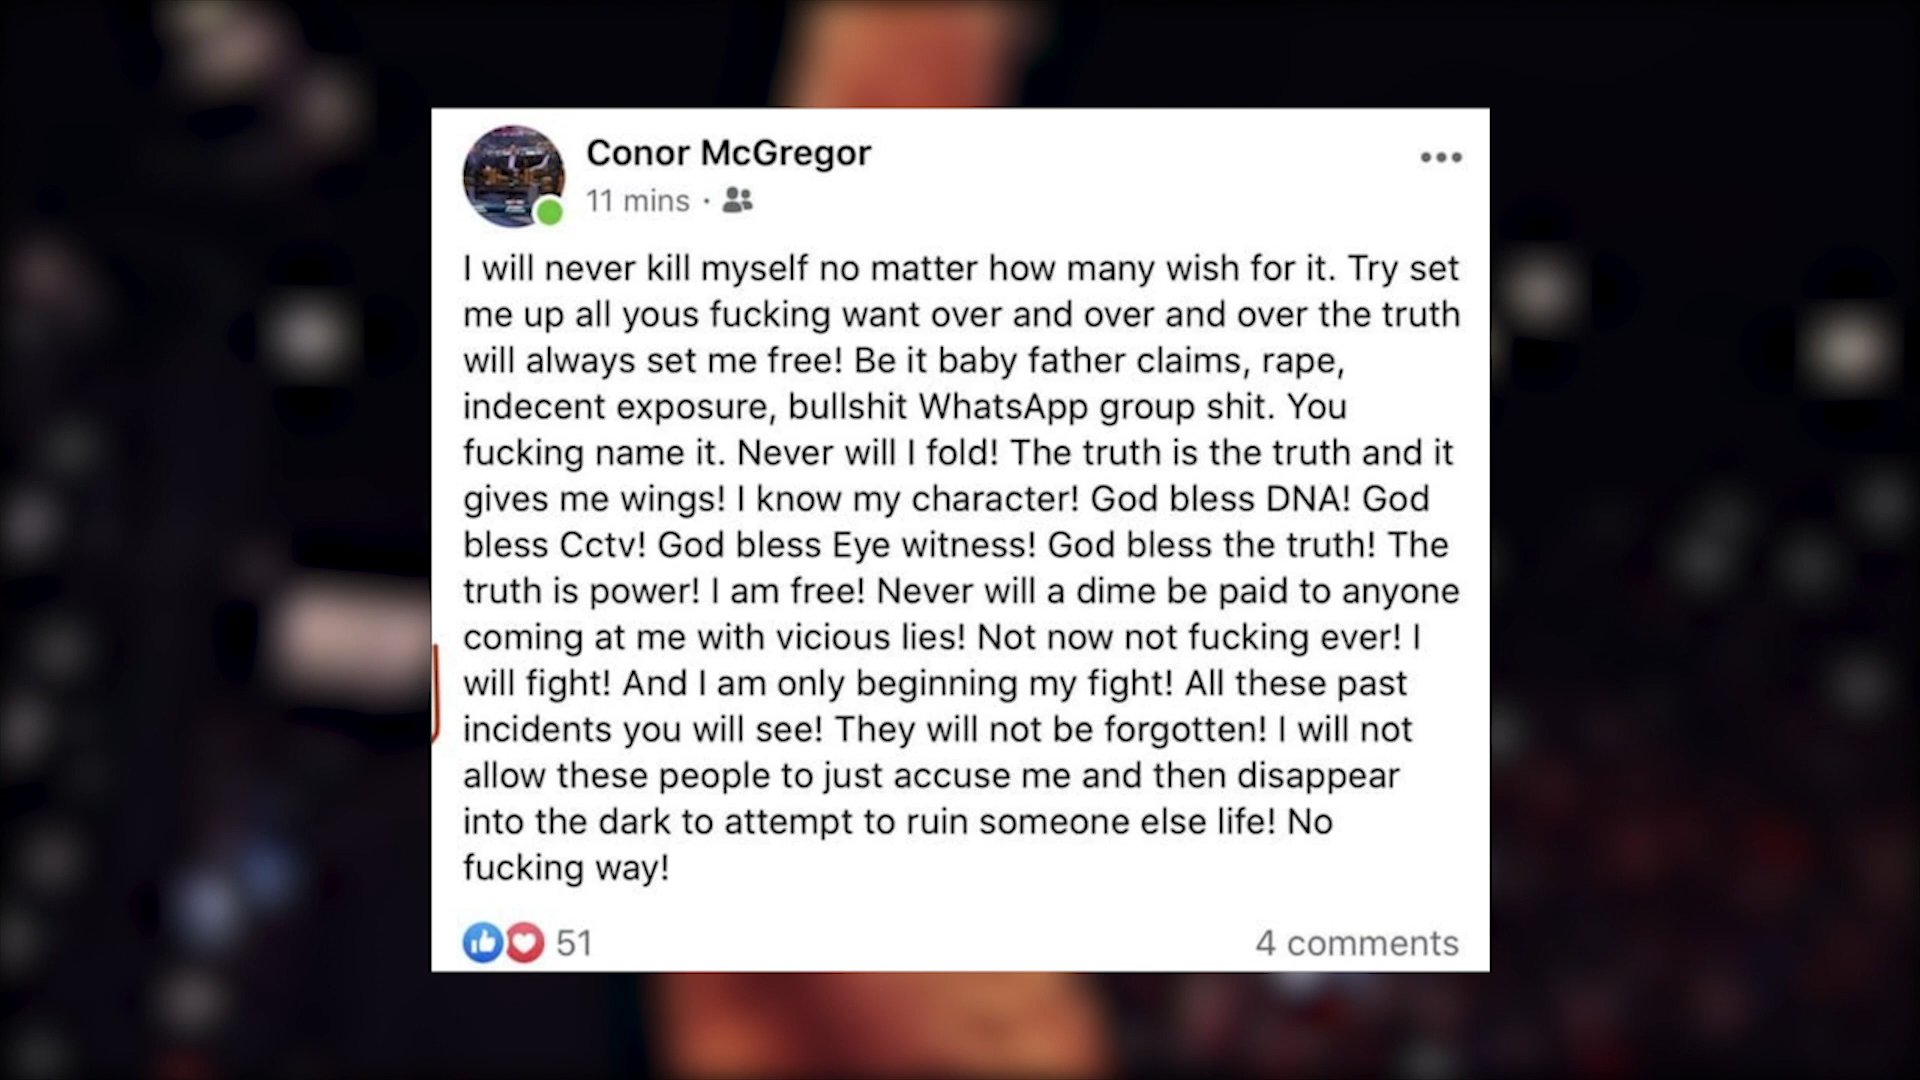 Conor McGregor
11 mins ·
I will never kill myself no matter how many wish for it. Try set
me up all yous fucking want over and over and over the truth
will always set me free! Be it baby father claims, rape,
indecent exposure, bullshit WhatsApp group shit. You
fucking name it. Never will I fold! The truth is the truth and it
gives me wings! I know my character! God bless DNA! God
bless Cctv! God bless Eye witness! God bless the truth! The
truth is power! I am free! Never will a dime be paid to anyone
coming at me with vicious lies! Not now not fucking ever! I
will fight! And I am only beginning my fight! All these past
incidents you will see! They will not be forgotten! I will not
allow these people to just accuse me and then disappear
into the dark to attempt to ruin someone else life! No
fucking way!
51
4 comments